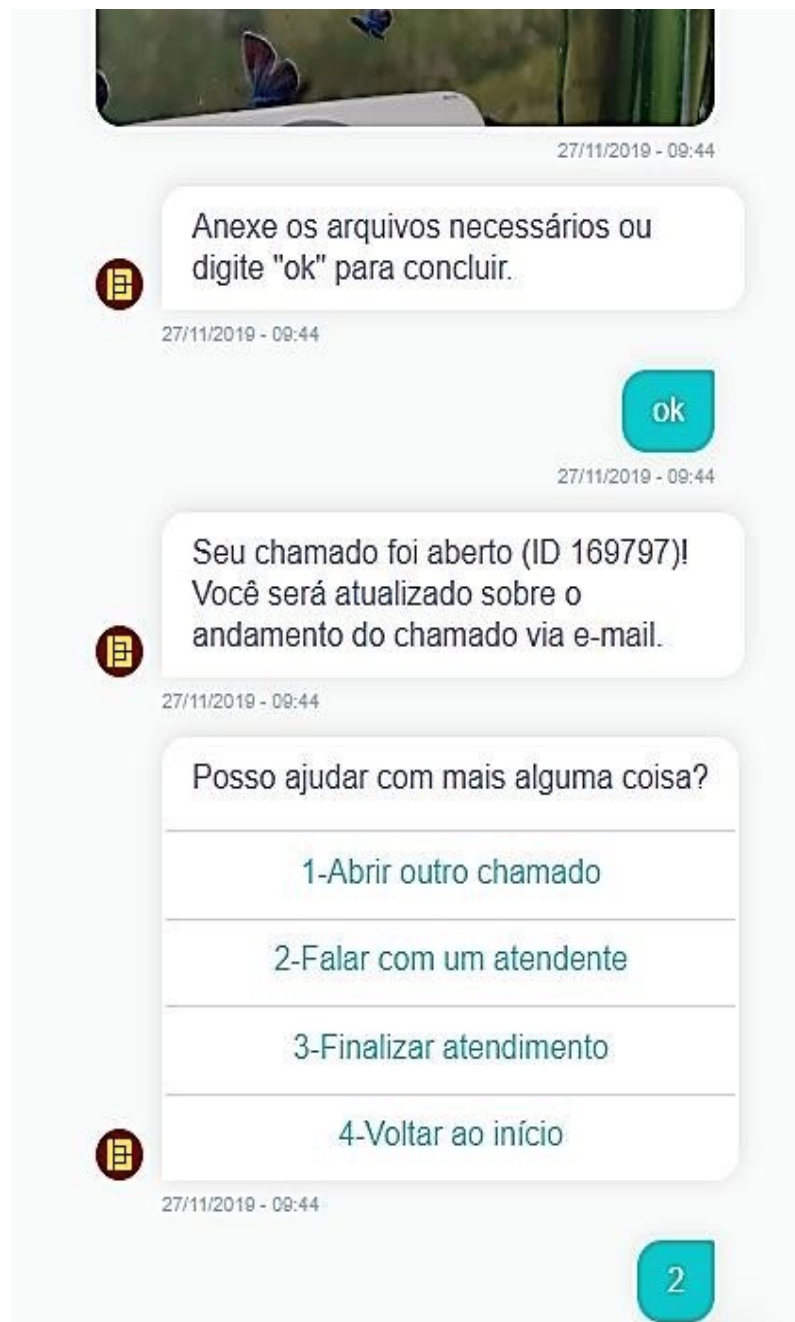 27/11/2019 - 09:44
Anexe os arquivos necessários ou
digite "ok" para concluir.
27/11/2019 - 09:44
ok
27/11/2019 - 09:44
Seu chamado foi aberto (ID 169797)!
Você será atualizado sobre o
andamento do chamado via e-mail.
27/11/2019 - 09:44
Posso ajudar com mais alguma coisa?
1-Abrir outro chamado
2-Falar com um atendente
3-Finalizar atendimento
4-Voltar ao início
27/11/2019 - 09:44
2